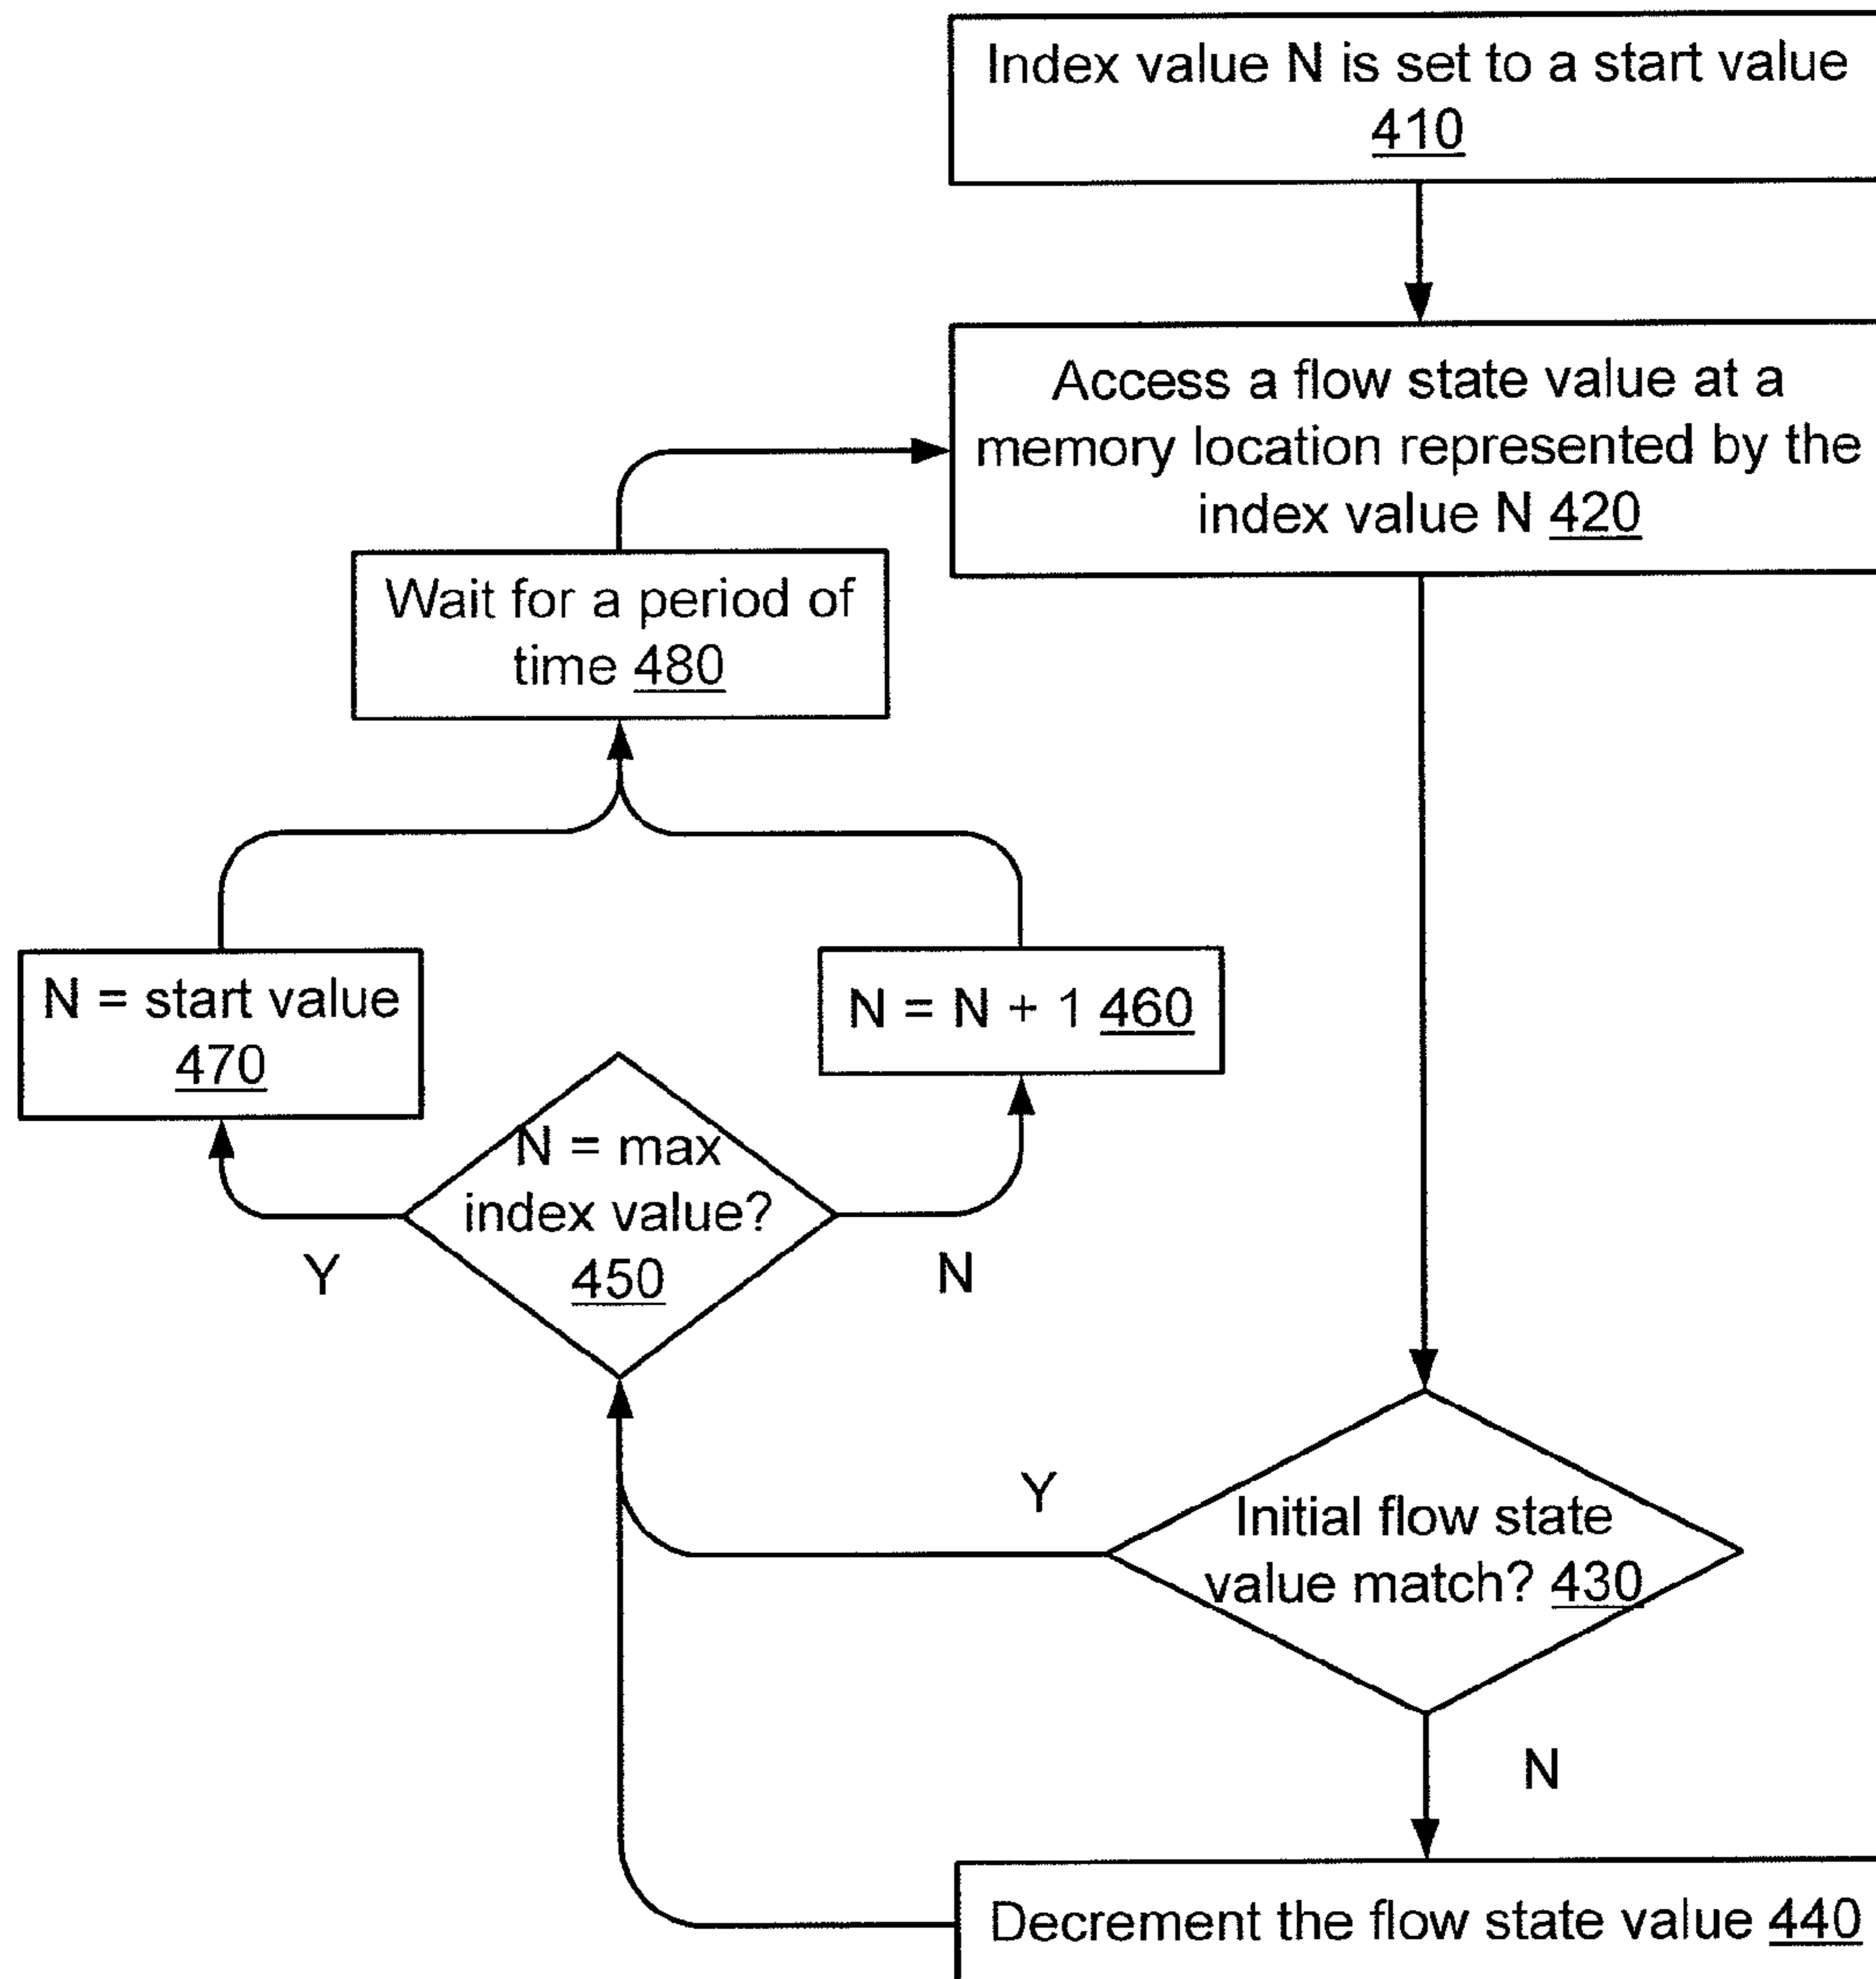 Index value N is set to a start value
410
Access a flow state value at a
memory location represented by the
index value N 420
Wait for a period of
time 480
N = start value
470
N = N + 1 460
N = max
index value?
450
Y
N
Y
Initial flow state
value match? 430
N
Decrement the flow state value 440